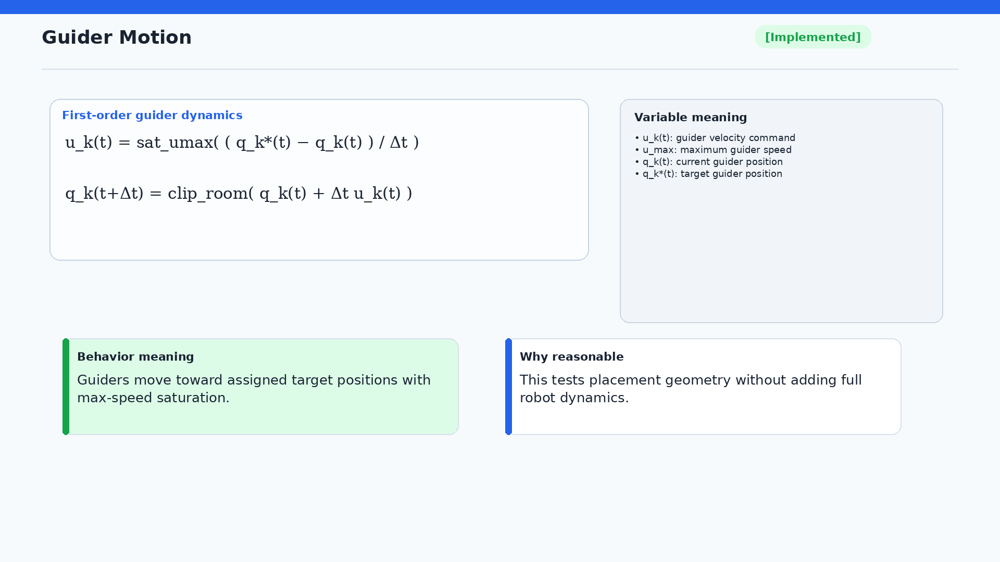 Guider Motion
[Implemented]
First-order guider dynamics
u_k(t) = sat_umax( ( q_k*(t) − q_k(t) ) / Δt )
q_k(t+Δt) = clip_room( q_k(t) + Δt u_k(t) )
Variable meaning
• u_k(t): guider velocity command
• u_max: maximum guider speed
• q_k(t): current guider position
• q_k*(t): target guider position
Behavior meaning
Guiders move toward assigned target positions with
max-speed saturation.
Why reasonable
This tests placement geometry without adding full
robot dynamics.